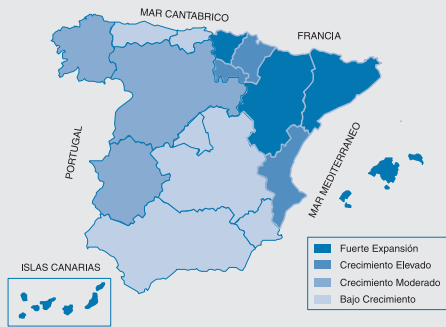 MAR CANTABRICO
FRANCIA
PORTUGAL
MAR MEDITERRANEO
ISLAS CANARIAS
Fuerte Expansión
Crecimiento Elevado
Crecimiento Moderado
Bajo Crecimiento